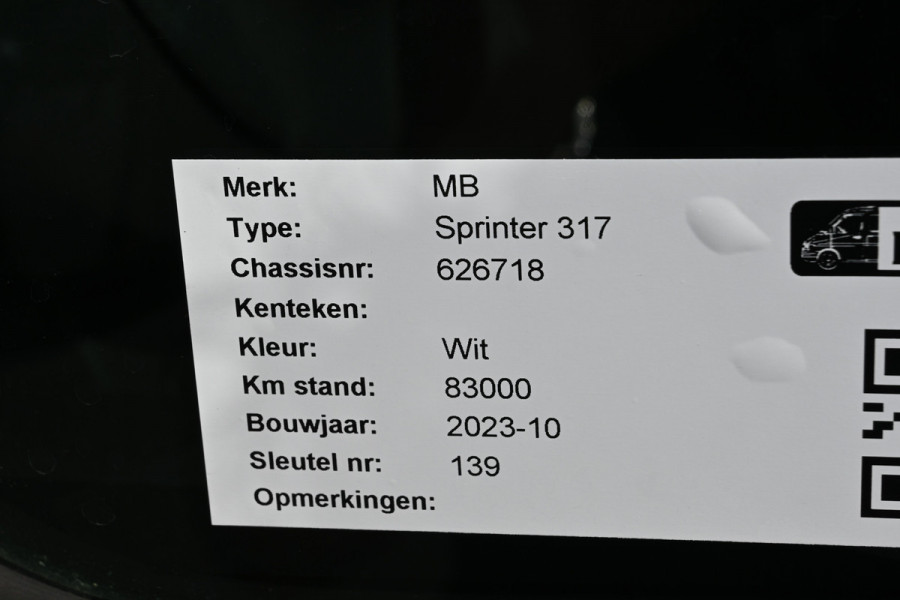 Merk: MB
Type: Sprinter 317
Chassisnr: 626718
Kenteken:
Kleur: Wit
Km stand: 83000
Bouwjaar: 2023-10
Sleutel nr: 139
Opmerkingen: